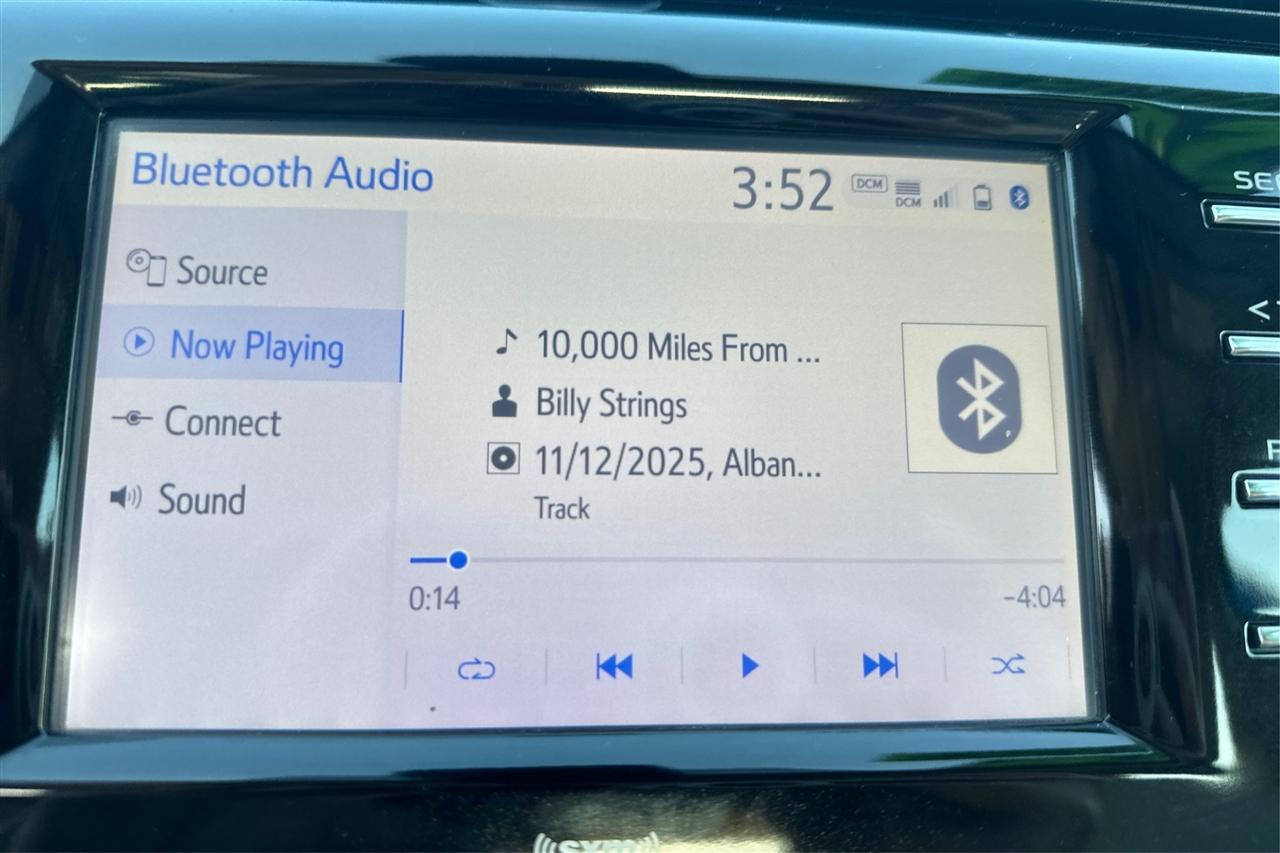 Bluetooth Audio
3:52
DCM
DCM
Source
Now Playing
Connect
Sound
10,000 Miles From ...
Billy Strings
11/12/2025, Alban...
Track
0:14
-4:04